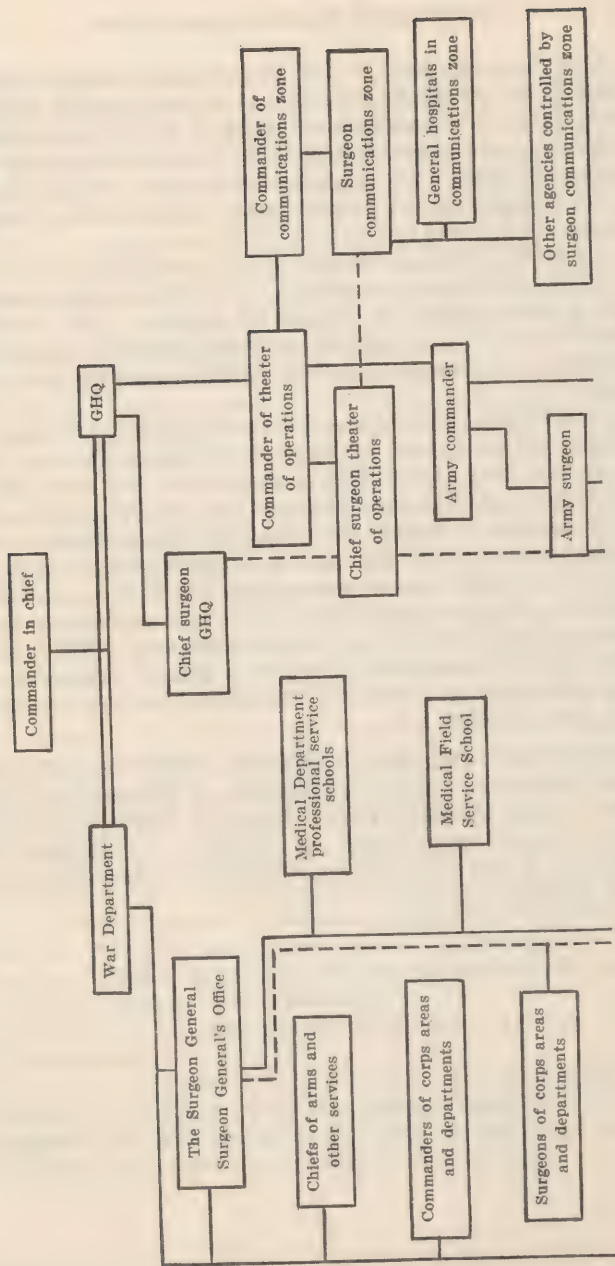 Commander in chief
War Department
GHQ
The Surgeon General
Surgeon General's Office
Chief surgeon
GHQ
Commander of theater
of operations
Commander of
communications zone
Chiefs of arms and
other services
Medical Department
professional service
schools
Chief surgeon theater
of operations
Surgeon
communications zone
Commanders of corps areas
and departments
Medical Field
Service School
Army commander
General hospitals in
communications zone
Surgeons of corps areas
and departments
Army surgeon
Other agencies controlled by
surgeon communications zone